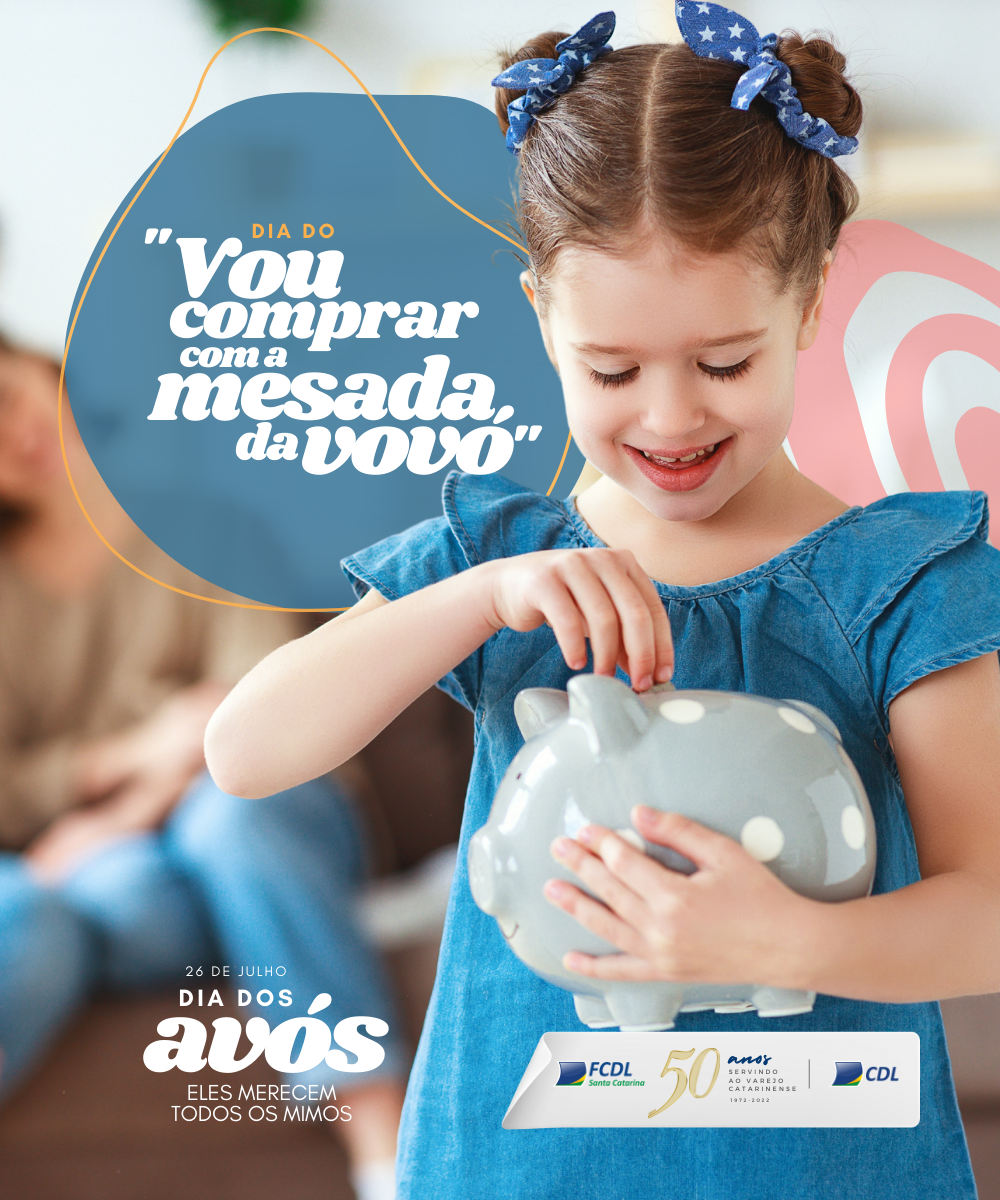 DIA DO
"Vou
comprar
com a
mesada
da vovó"
26 DE JULHO
DIA DOS
avós
ELES MERECEM
TODOS OS MIMOS
FCDL
Santa Catarina
50 anos
SERVINDO
AO VAREJO
CATARINENSE
1972-2022
CDL